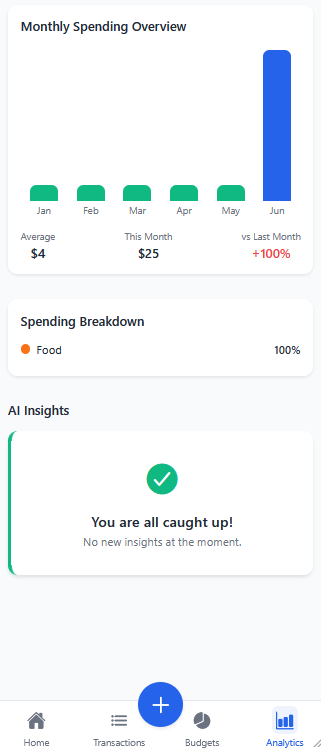 Monthly Spending Overview
Jan Feb Mar Apr May Jun
Average This Month vs Last Month
$4 $25 +100%
Spending Breakdown
Food 100%
AI Insights
You are all caught up!
No new insights at the moment.
Home Transactions Budgets Analytics